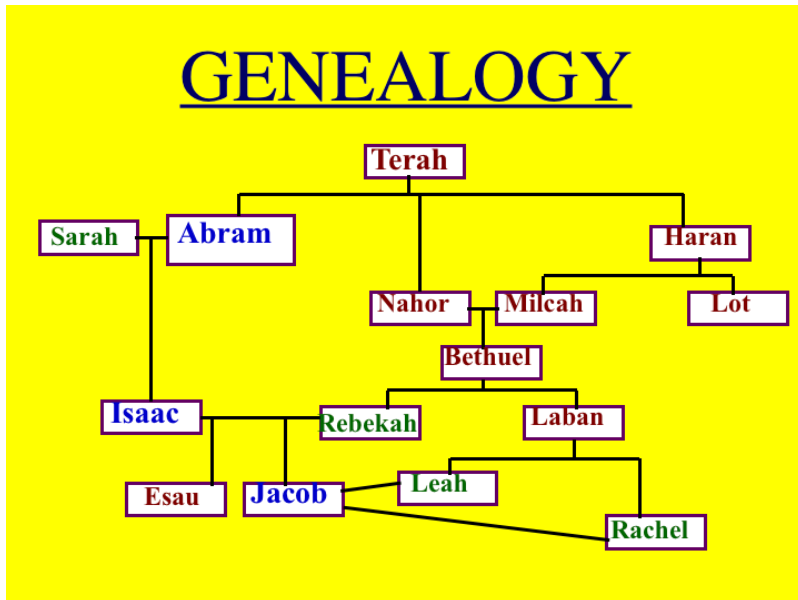 GENEALOGY
Terah
Sarah
Abram
Haran
Nahor
Milcah
Lot
Bethuel
Isaac
Rebekah
Laban
Esau
Jacob
Leah
Rachel